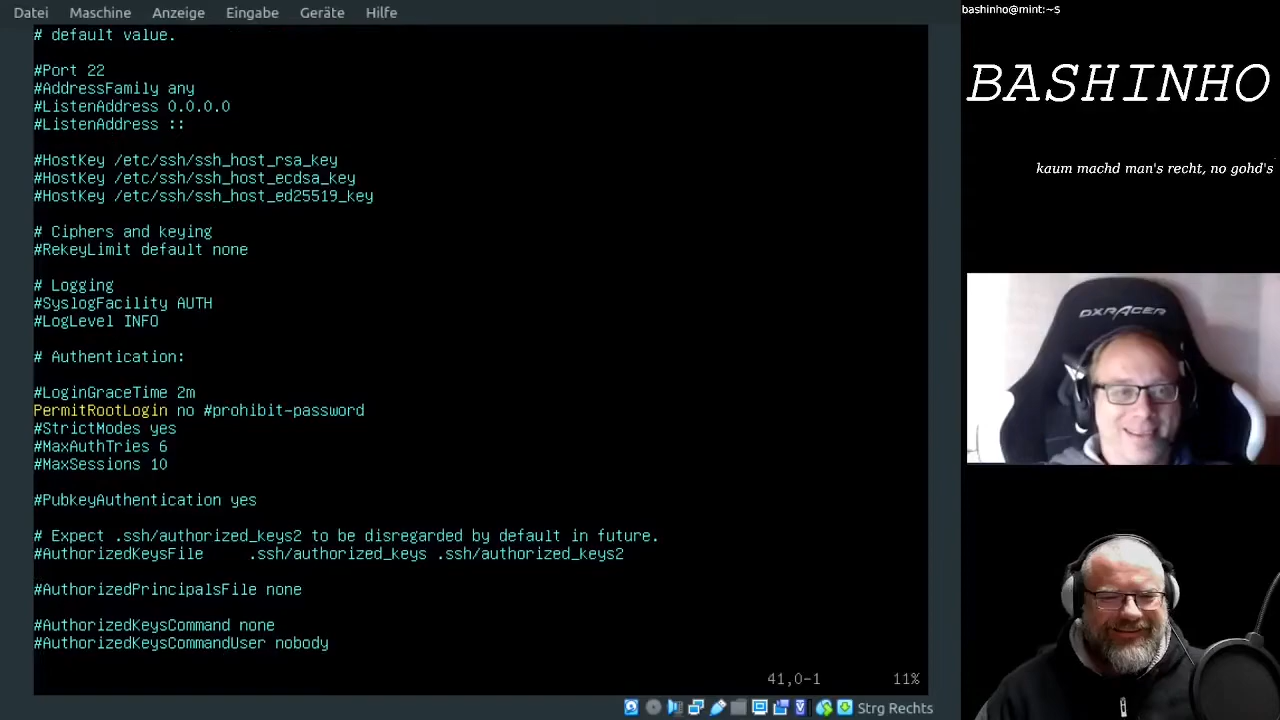 Datei Maschine Anzeige Eingabe Geräte Hilfe
# default value.
#Port 22
#AddressFamily any
#ListenAddress 0.0.0.0
#ListenAddress ::
#HostKey /etc/ssh/ssh_host_rsa_key
#HostKey /etc/ssh/ssh_host_ecdsa_key
#HostKey /etc/ssh/ssh_host_ed25519_key
# Ciphers and keying
#RekeyLimit default none
# Logging
#SyslogFacility AUTH
#LogLevel INFO
# Authentication:
#LoginGraceTime 2m
PermitRootLogin no #prohibit-password
#StrictModes yes
#MaxAuthTries 6
#MaxSessions 10
#PubkeyAuthentication yes
# Expect .ssh/authorized_keys2 to be disregarded by default in future.
#AuthorizedKeysFile .ssh/authorized_keys .ssh/authorized_keys2
#AuthorizedPrincipalsFile none
#AuthorizedKeysCommand none
#AuthorizedKeysCommandUser nobody
41,0-1 11%
Strg Rechts
bashinho@mint:~$
BASHINHO
kaum machd man's recht, no gohd's
DXRACER